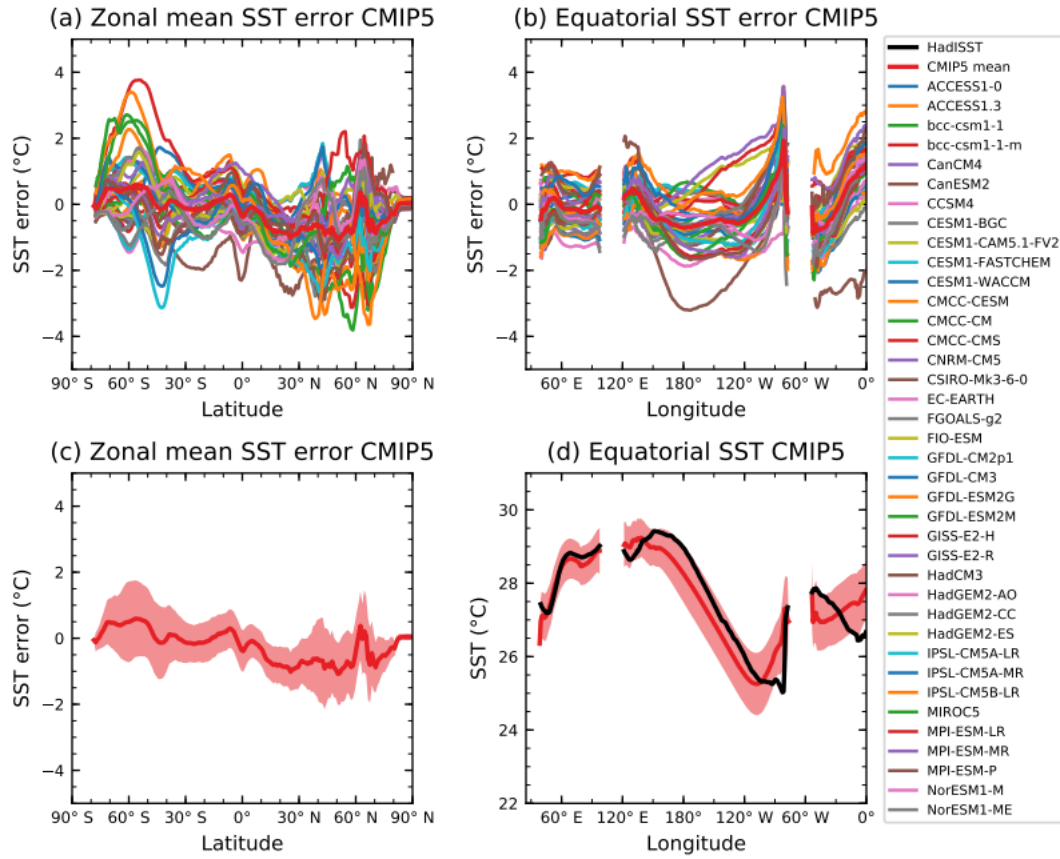 (a) Zonal mean SST error CMIP5
SST error (°C)
4
2
0
−2
−4
90° S 60° S 30° S 0° 30° N 60° N 90° N
Latitude
(b) Equatorial SST error CMIP5
SST error (°C)
4
2
0
−2
−4
60° E 120° E 180° 120° W 60° W 0°
Longitude
(c) Zonal mean SST error CMIP5
SST error (°C)
4
2
0
−2
−4
90° S 60° S 30° S 0° 30° N 60° N 90° N
Latitude
(d) Equatorial SST CMIP5
SST (°C)
30
28
26
24
22
60° E 120° E 180° 120° W 60° W 0°
Longitude
HadISST
CMIP5 mean
ACCESS1-0
ACCESS1.3
bcc-csm1-1
bcc-csm1-1-m
CanCM4
CanESM2
CCSM4
CESM1-BGC
CESM1-CAM5.1-FV2
CESM1-FASTCHEM
CESM1-WACCM
CMCC-CESM
CMCC-CM
CMCC-CMS
CNRM-CM5
CSIRO-Mk3-6-0
EC-EARTH
FGOALS-g2
FIO-ESM
GFDL-CM2p1
GFDL-CM3
GFDL-ESM2G
GFDL-ESM2M
GISS-E2-H
GISS-E2-R
HadCM3
HadGEM2-AO
HadGEM2-CC
HadGEM2-ES
IPSL-CM5A-LR
IPSL-CM5A-MR
IPSL-CM5B-LR
MIROC5
MPI-ESM-LR
MPI-ESM-MR
MPI-ESM-P
NorESM1-M
NorESM1-ME